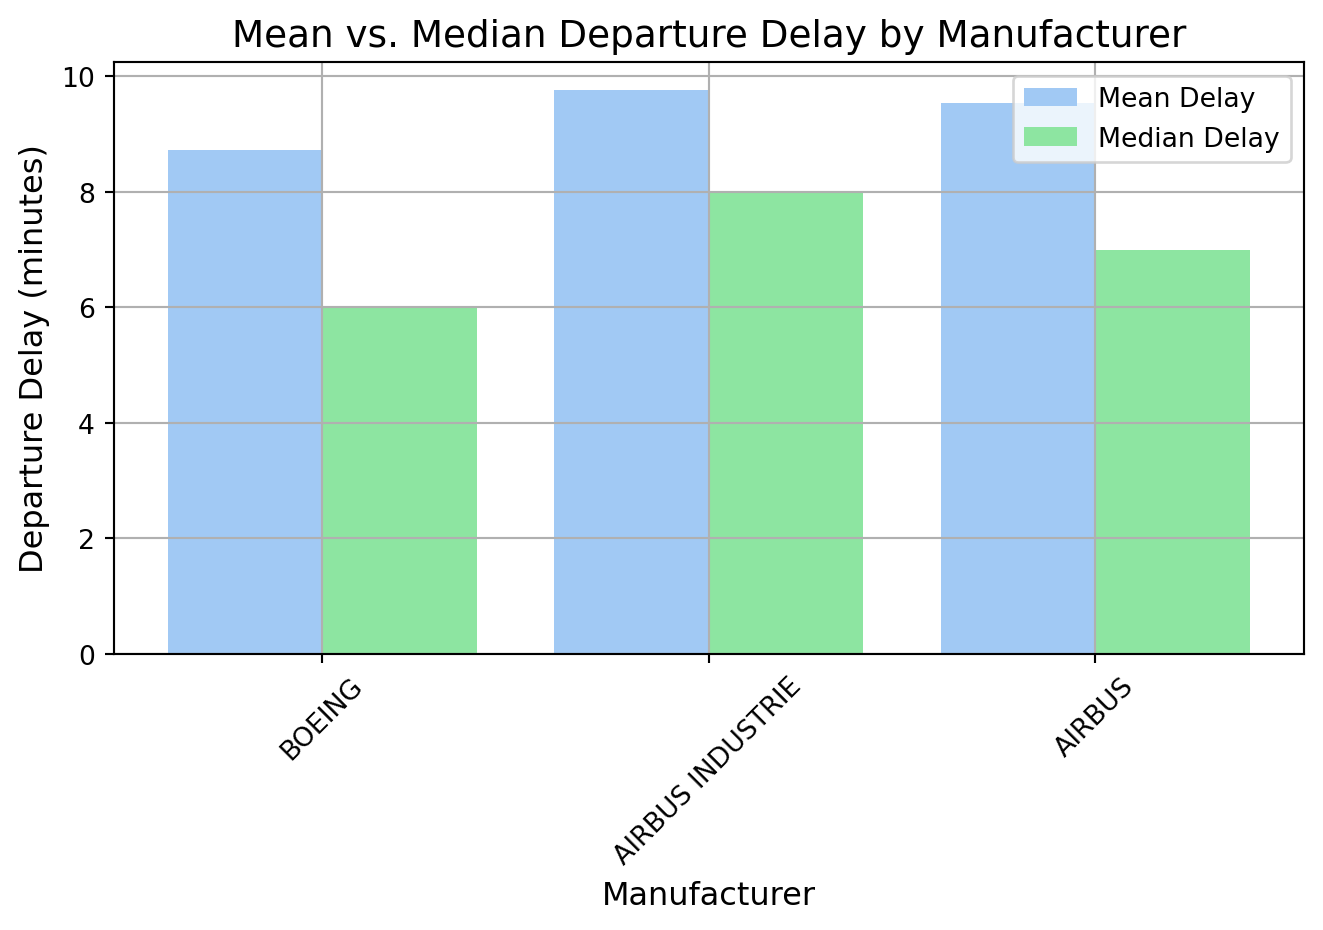 Mean vs. Median Departure Delay by Manufacturer
Mean Delay
Median Delay
Departure Delay (minutes)
10
8
6
4
2
0
BOEING
AIRBUS INDUSTRIE
AIRBUS
Manufacturer